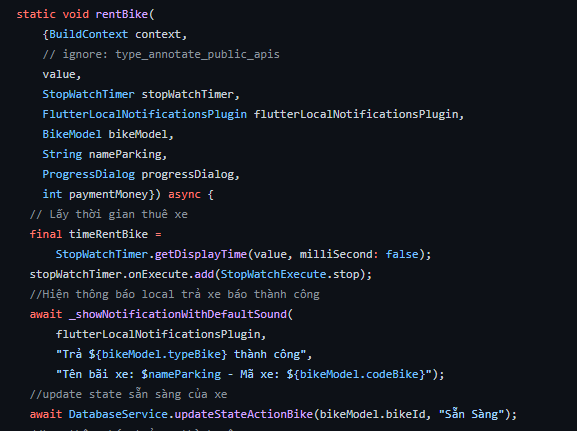 static void rentBike(
{BuildContext context,
// ignore: type_annotate_public_apis
value,
StopWatchTimer stopWatchTimer,
FlutterLocalNotificationsPlugin flutterLocalNotificationsPlugin,
BikeModel bikeModel,
String nameParking,
ProgressDialog progressDialog,
int paymentMoney}) async {
// Lấy thời gian thuê xe
final timeRentBike =
StopWatchTimer.getDisplayTime(value, milliSecond: false);
stopWatchTimer.onExecute.add(StopWatchExecute.stop);
//Hiện thông báo local trả xe báo thành công
await _showNotificationWithDefaultSound(
flutterLocalNotificationsPlugin,
"Trả ${bikeModel.typeBike} thành công",
"Tên bãi xe: $nameParking - Mã xe: ${bikeModel.codeBike}");
//update state sẵn sàng của xe
await DatabaseService.updateStateActionBike(bikeModel.bikeId, "Sẵn Sàng");